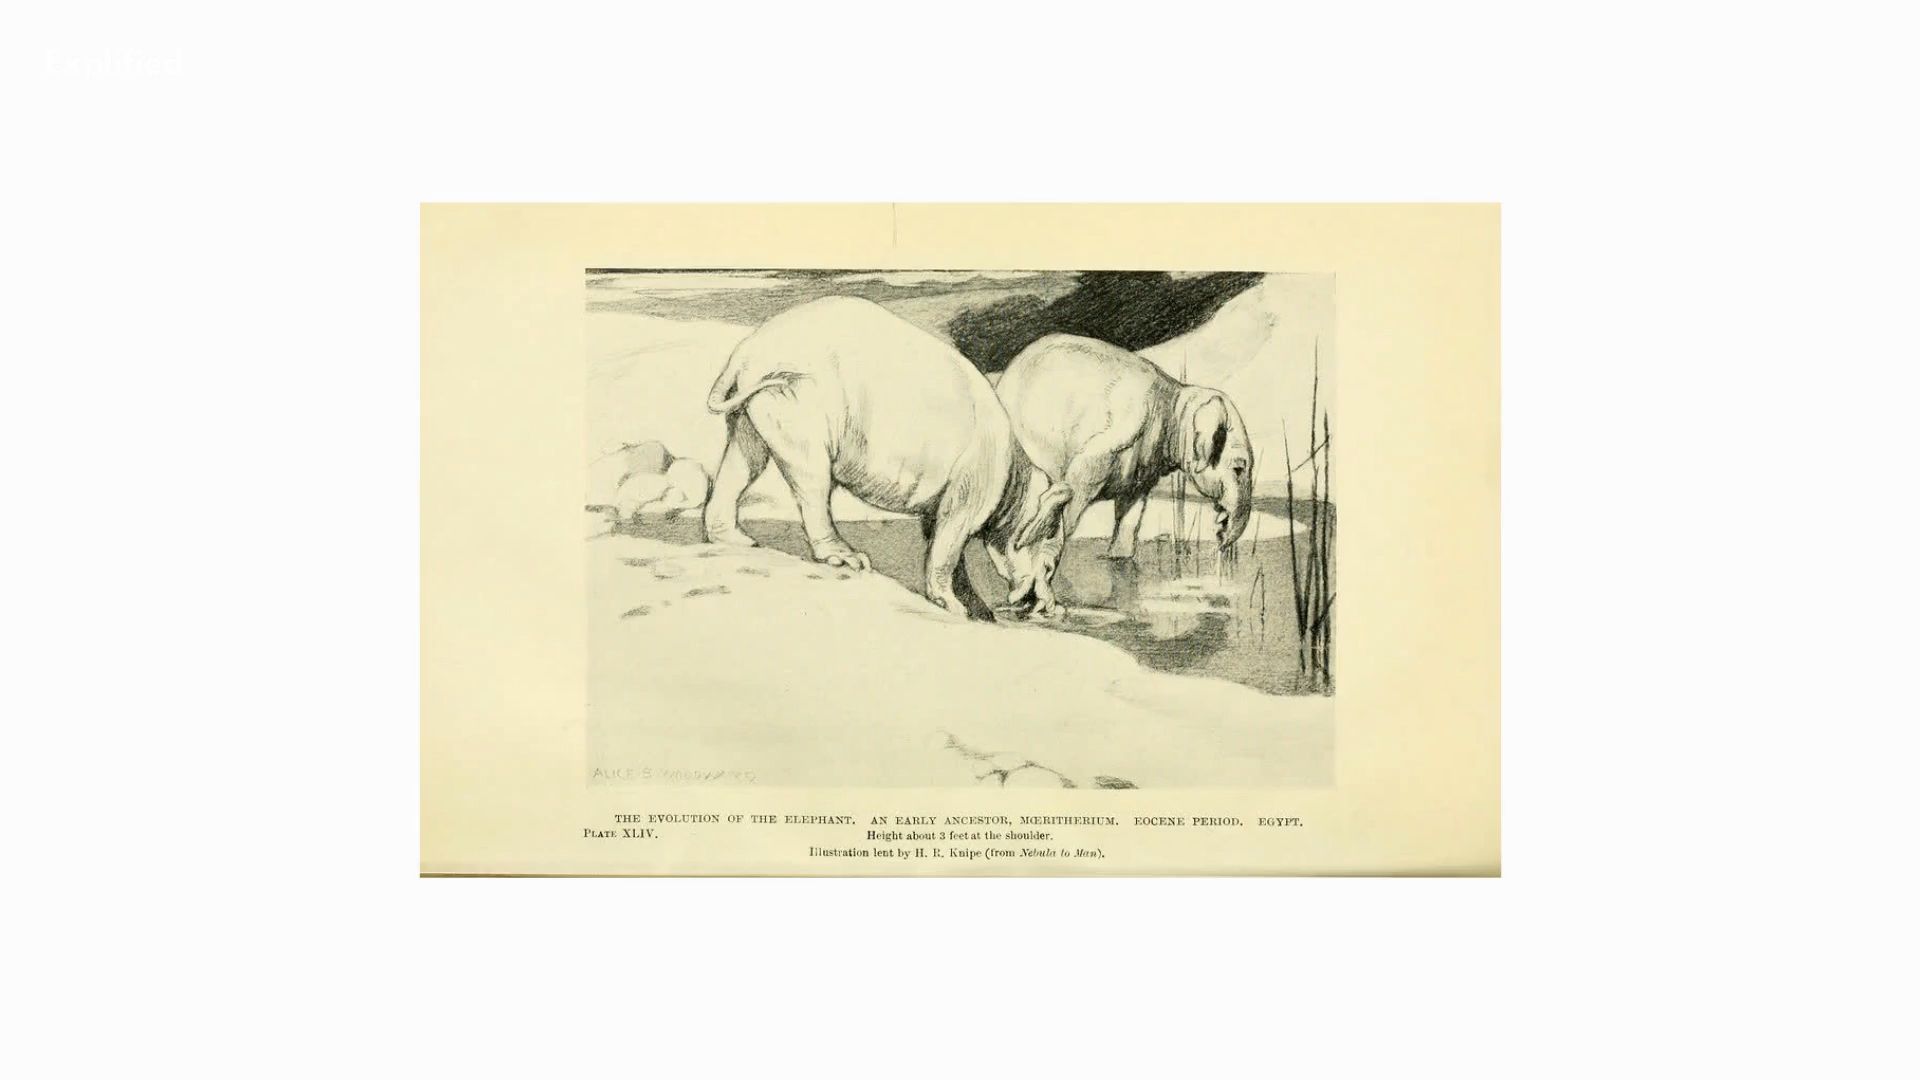 Explified
ALICE B WOODWARD
THE EVOLUTION OF THE ELEPHANT. AN EARLY ANCESTOR, MŒRITHERIUM. EOCENE PERIOD. EGYPT.
PLATE XLIV. Height about 3 feet at the shoulder.
Illustration lent by H. R. Knipe (from Nebula to Man).